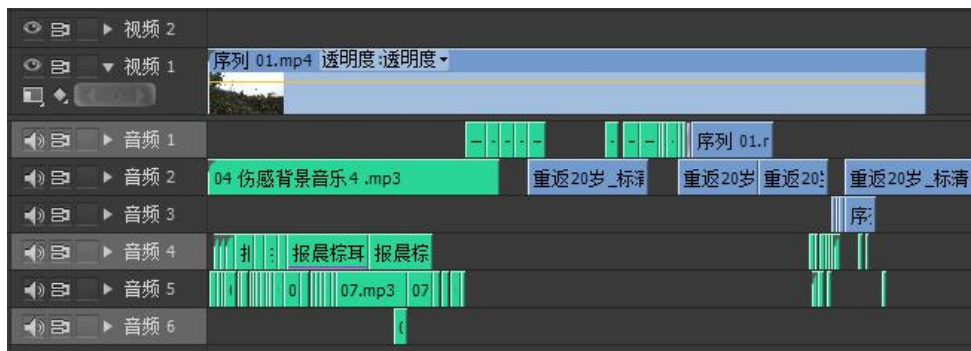 视频 2
视频 1 序列 01.mp4 透明度:透明度
音频 1 序列 01.r
音频 2 04 伤感背景音乐4 .mp3 重返20岁_标清 重返20岁 重返20 重返20岁_标清
音频 3 序
音频 4 报晨棕耳 报晨棕
音频 5 0 07.mp3 07
音频 6